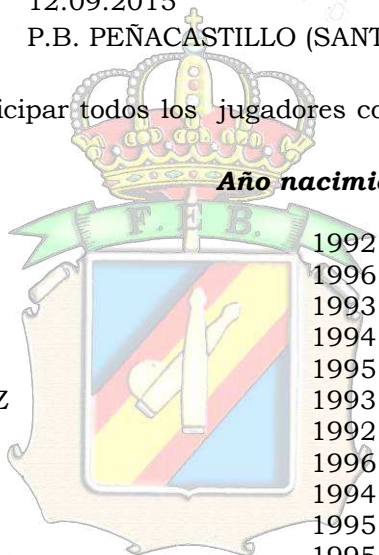 12.09.2015
P.B. PEÑACASTILLO (SANT
icipar todos los jugadores co
Año nacimi
F. E. B.
1992
1996
1993
1994
1995
Z 1993
1992
1996
1994
1995
1995